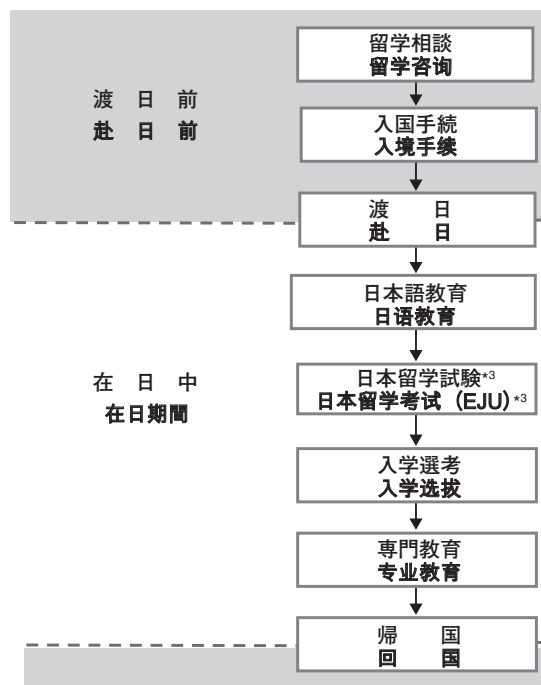 留学相談
留学咨询
渡 日 前
赴 日 前
入国手続
入境手续
渡 日
赴 日
日本語教育
日语教育
在 日 中
在日期間
日本留学試験*3
日本留学考试（EJU）*3
入学選考
入学选拔
専門教育
专业教育
帰 国
回 国